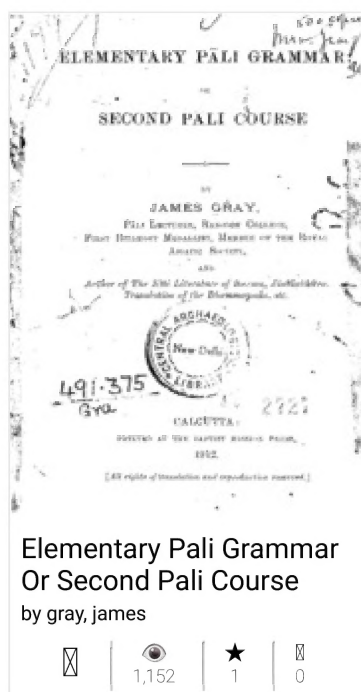 ELEMENTARY PALI GRAMMAR:
OR
SECOND PALI COURSE
BY
JAMES GRAY,
PALI LECTURER, RANGOON COLLEGE,
MEMBER OF THE ROYAL
ASIATIC SOCIETY,
AND
Author of The Literature of
Translation of the Dhammapada, etc.
CENTRAL ARCHAEOLOGICAL
New Delhi
LIBRARY
491.375
Gra
CALCUTTA:
PRINTED AT THE BAPTIST MISSION PRESS,
[All rights of translation and reproduction reserved.]
Elementary Pali Grammar
Or Second Pali Course
by gray, james
1,152
1
0